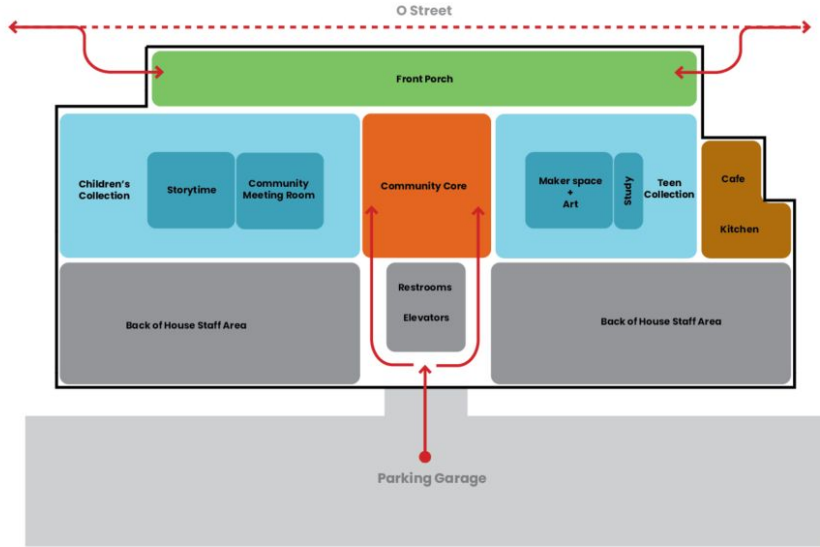 O Street
Front Porch
Children's
Collection
Storytime
Community
Meeting Room
Community Core
Maker space
+
Art
Study
Teen
Collection
Cafe
Kitchen
Back of House Staff Area
Restrooms
Elevators
Back of House Staff Area
Parking Garage